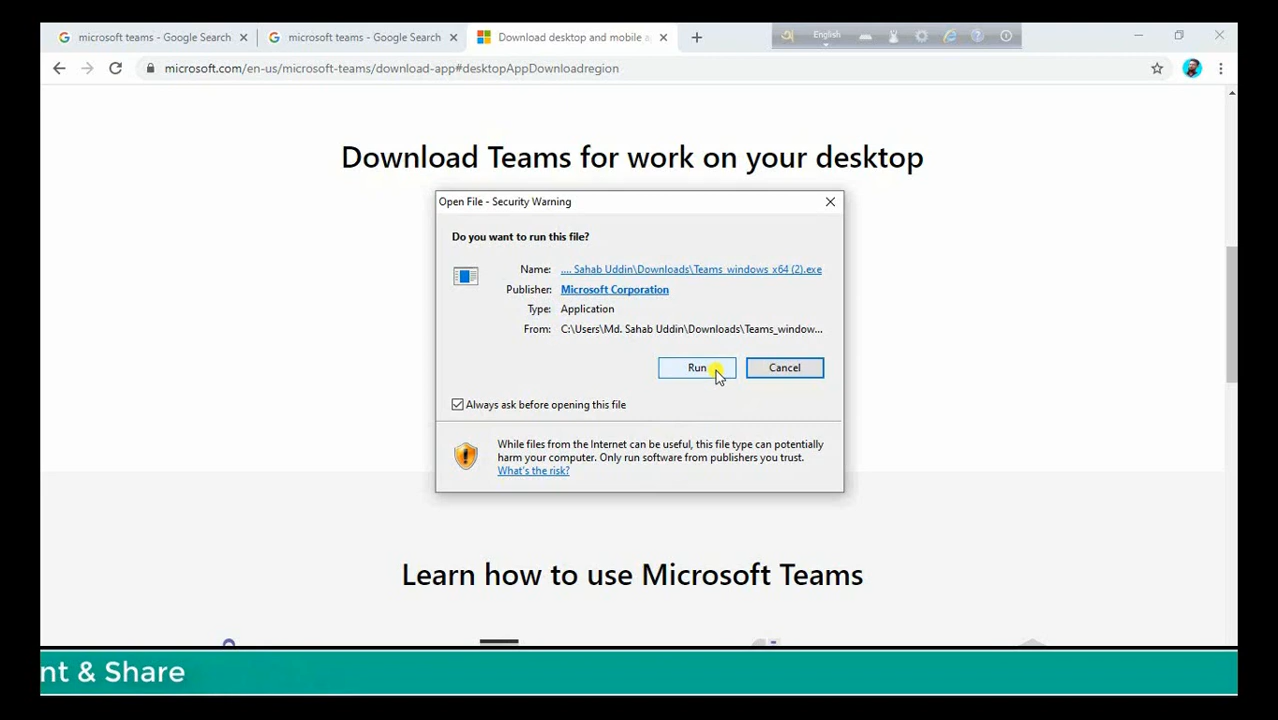 microsoft teams - Google Search
microsoft teams - Google Search
Download desktop and mobile a
English
microsoft.com/en-us/microsoft-teams/download-app#desktopAppDownloadregion
Download Teams for work on your desktop
Open File - Security Warning
Do you want to run this file?
Name: .... Sahab Uddin\Downloads\Teams_windows_x64 (2).exe
Publisher: Microsoft Corporation
Type: Application
From: C:\Users\Md. Sahab Uddin\Downloads\Teams_window...
Run
Cancel
Always ask before opening this file
While files from the Internet can be useful, this file type can potentially
harm your computer. Only run software from publishers you trust.
What's the risk?
Learn how to use Microsoft Teams
nt & Share